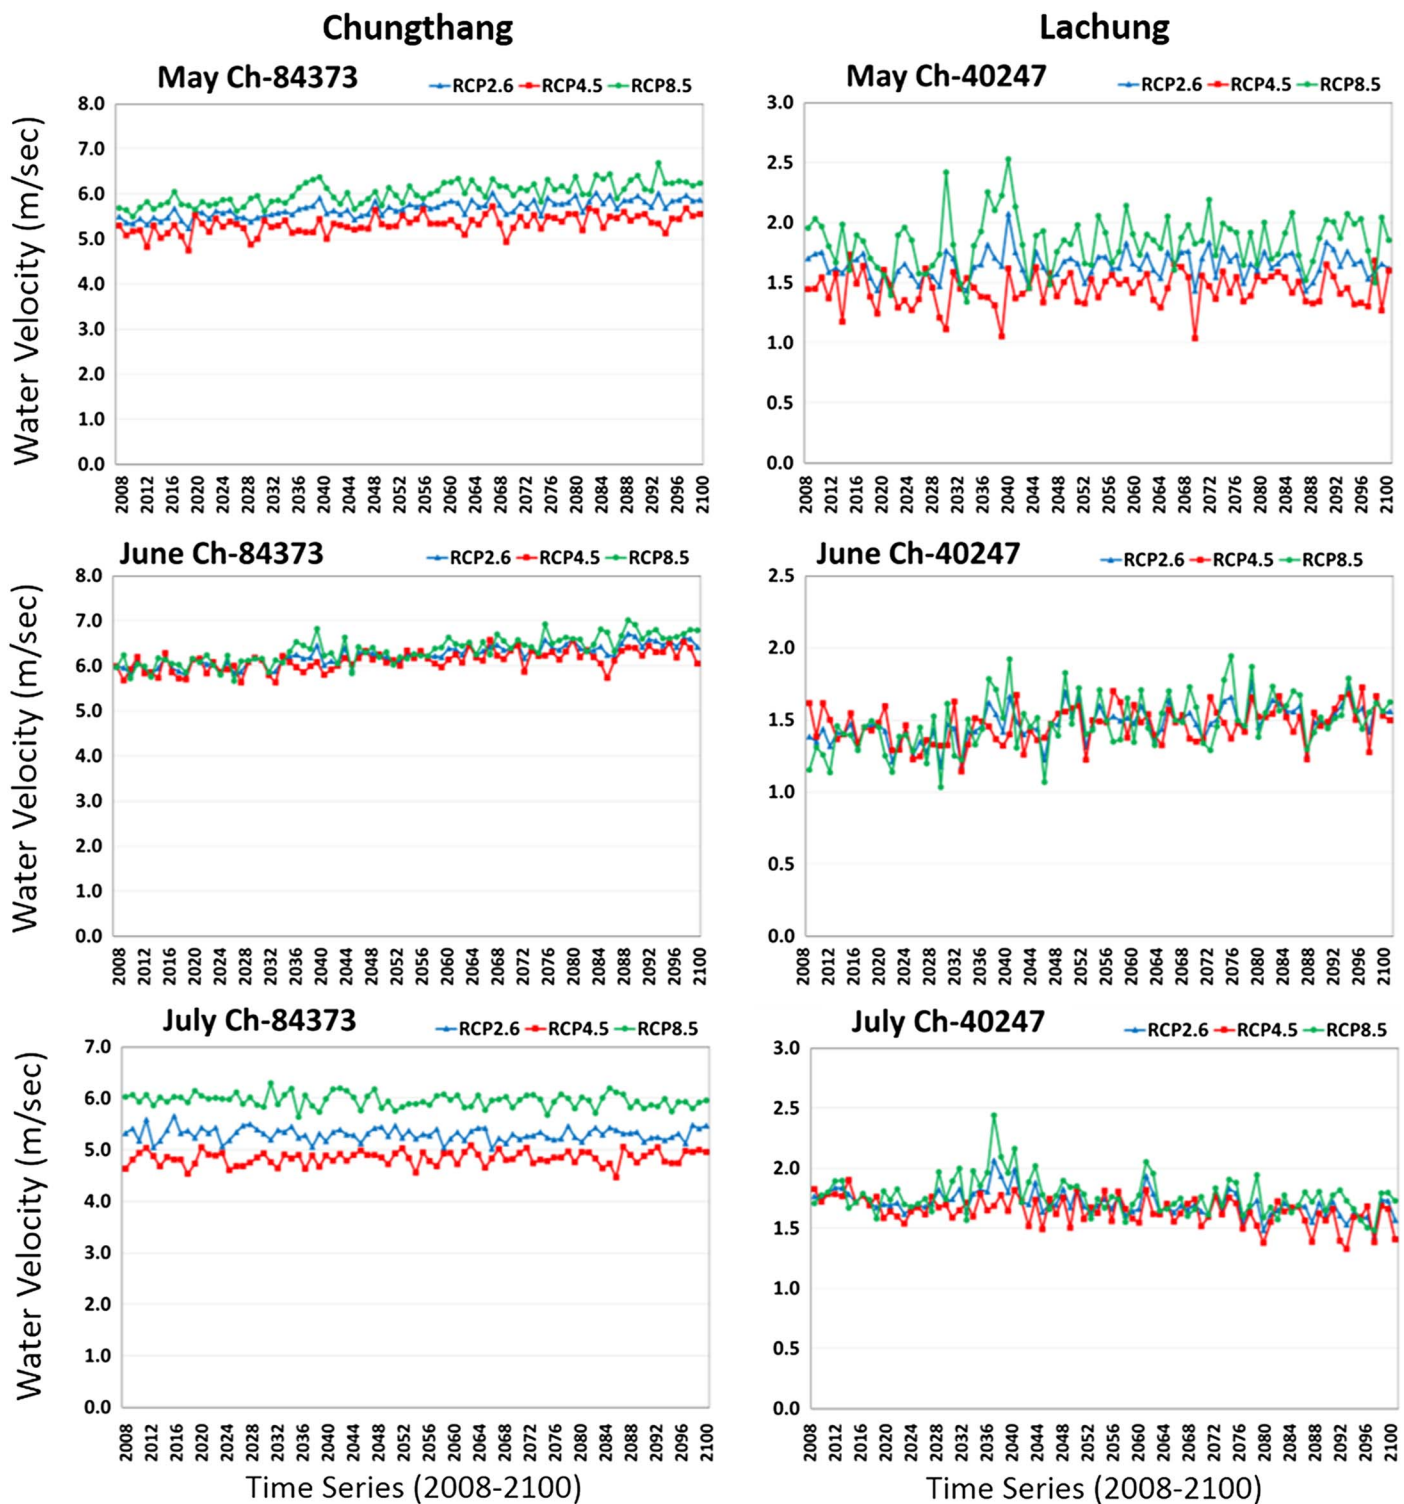 Chungthang
Lachung
May Ch-84373
RCP2.6 RCP4.5 RCP8.5
Water Velocity (m/sec)
8.0
7.0
6.0
5.0
4.0
3.0
2.0
1.0
0.0
2008 2012 2016 2020 2024 2028 2032 2036 2040 2044 2048 2052 2056 2060 2064 2068 2072 2076 2080 2084 2088 2092 2096 2100
May Ch-40247
RCP2.6 RCP4.5 RCP8.5
3.0
2.5
2.0
1.5
1.0
0.5
0.0
2008 2012 2016 2020 2024 2028 2032 2036 2040 2044 2048 2052 2056 2060 2064 2068 2072 2076 2080 2084 2088 2092 2096 2100
June Ch-84373
RCP2.6 RCP4.5 RCP8.5
Water Velocity (m/sec)
8.0
7.0
6.0
5.0
4.0
3.0
2.0
1.0
0.0
2008 2012 2016 2020 2024 2028 2032 2036 2040 2044 2048 2052 2056 2060 2064 2068 2072 2076 2080 2084 2088 2092 2096 2100
June Ch-40247
RCP2.6 RCP4.5 RCP8.5
2.5
2.0
1.5
1.0
0.5
0.0
2008 2012 2016 2020 2024 2028 2032 2036 2040 2044 2048 2052 2056 2060 2064 2068 2072 2076 2080 2084 2088 2092 2096 2100
July Ch-84373
RCP2.6 RCP4.5 RCP8.5
Water Velocity (m/sec)
7.0
6.0
5.0
4.0
3.0
2.0
1.0
0.0
2008 2012 2016 2020 2024 2028 2032 2036 2040 2044 2048 2052 2056 2060 2064 2068 2072 2076 2080 2084 2088 2092 2096 2100
Time Series (2008-2100)
July Ch-40247
RCP2.6 RCP4.5 RCP8.5
3.0
2.5
2.0
1.5
1.0
0.5
0.0
2008 2012 2016 2020 2024 2028 2032 2036 2040 2044 2048 2052 2056 2060 2064 2068 2072 2076 2080 2084 2088 2092 2096 2100
Time Series (2008-2100)